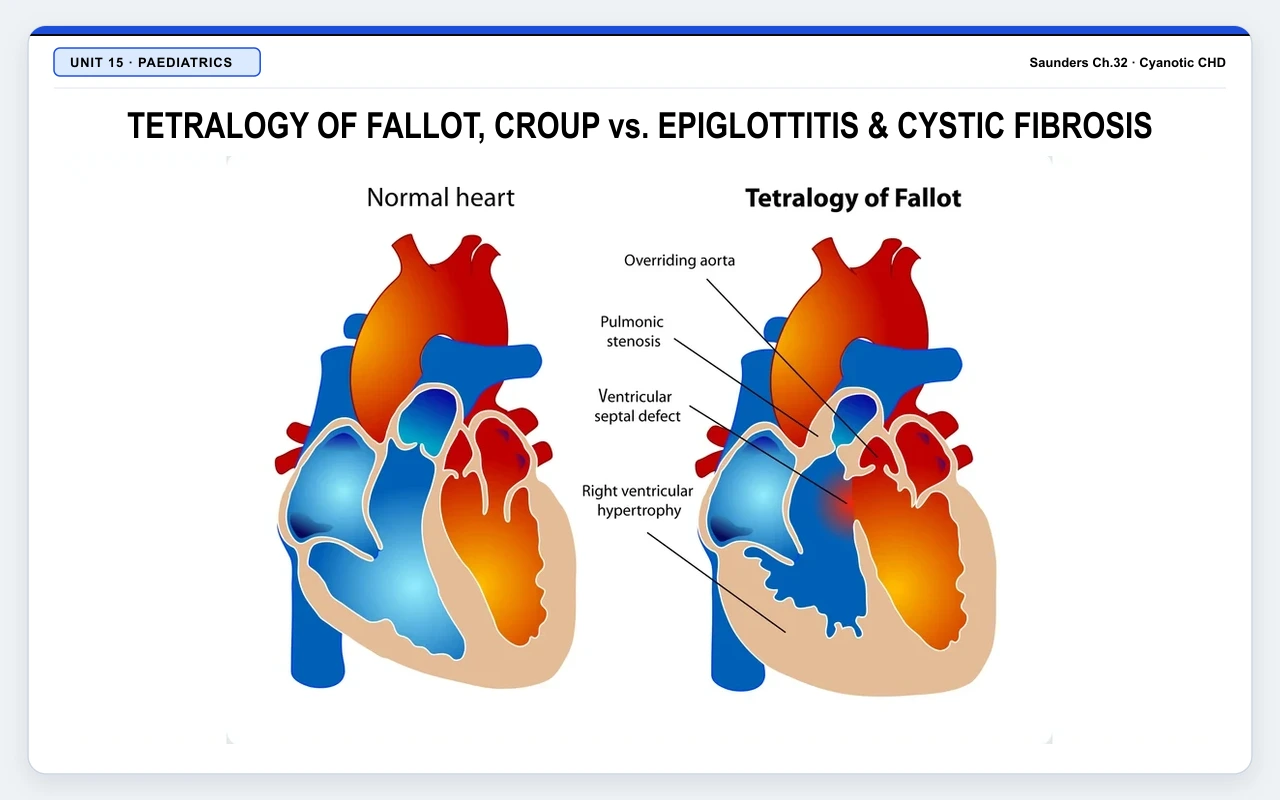 UNIT 15 · PAEDIATRICS
Saunders Ch.32 · Cyanotic CHD
TETRALOGY OF FALLOT, CROUP vs. EPIGLOTTITIS & CYSTIC FIBROSIS
Normal heart
Tetralogy of Fallot
Overriding aorta
Pulmonic
stenosis
Ventricular
septal defect
Right ventricular
hypertrophy